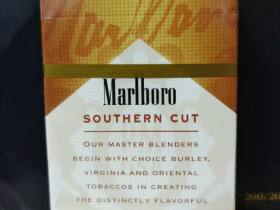 Marlboro
Marlboro
SOUTHERN CUT
OUR MASTER BLENDERS
BEGIN WITH CHOICE BURLEY,
VIRGINIA AND ORIENTAL
TOBACCOS IN CREATING
THE DISTINCTLY FLAVORFUL